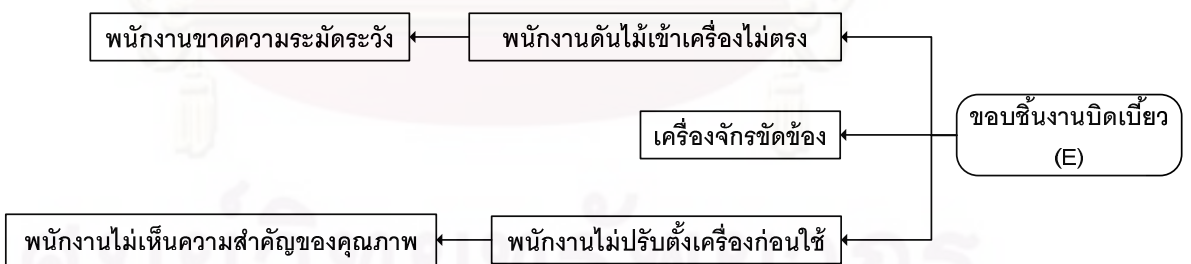 พนักงานขาดความระมัดระวัง
พนักงานดันไม้เข้าเครื่องไม่ตรง
ขอบชิ้นงานบิดเบี้ยว
(E)
เครื่องจักรขัดข้อง
พนักงานไม่เห็นความสำคัญของคุณภาพ
พนักงานไม่ปรับตั้งเครื่องก่อนใช้